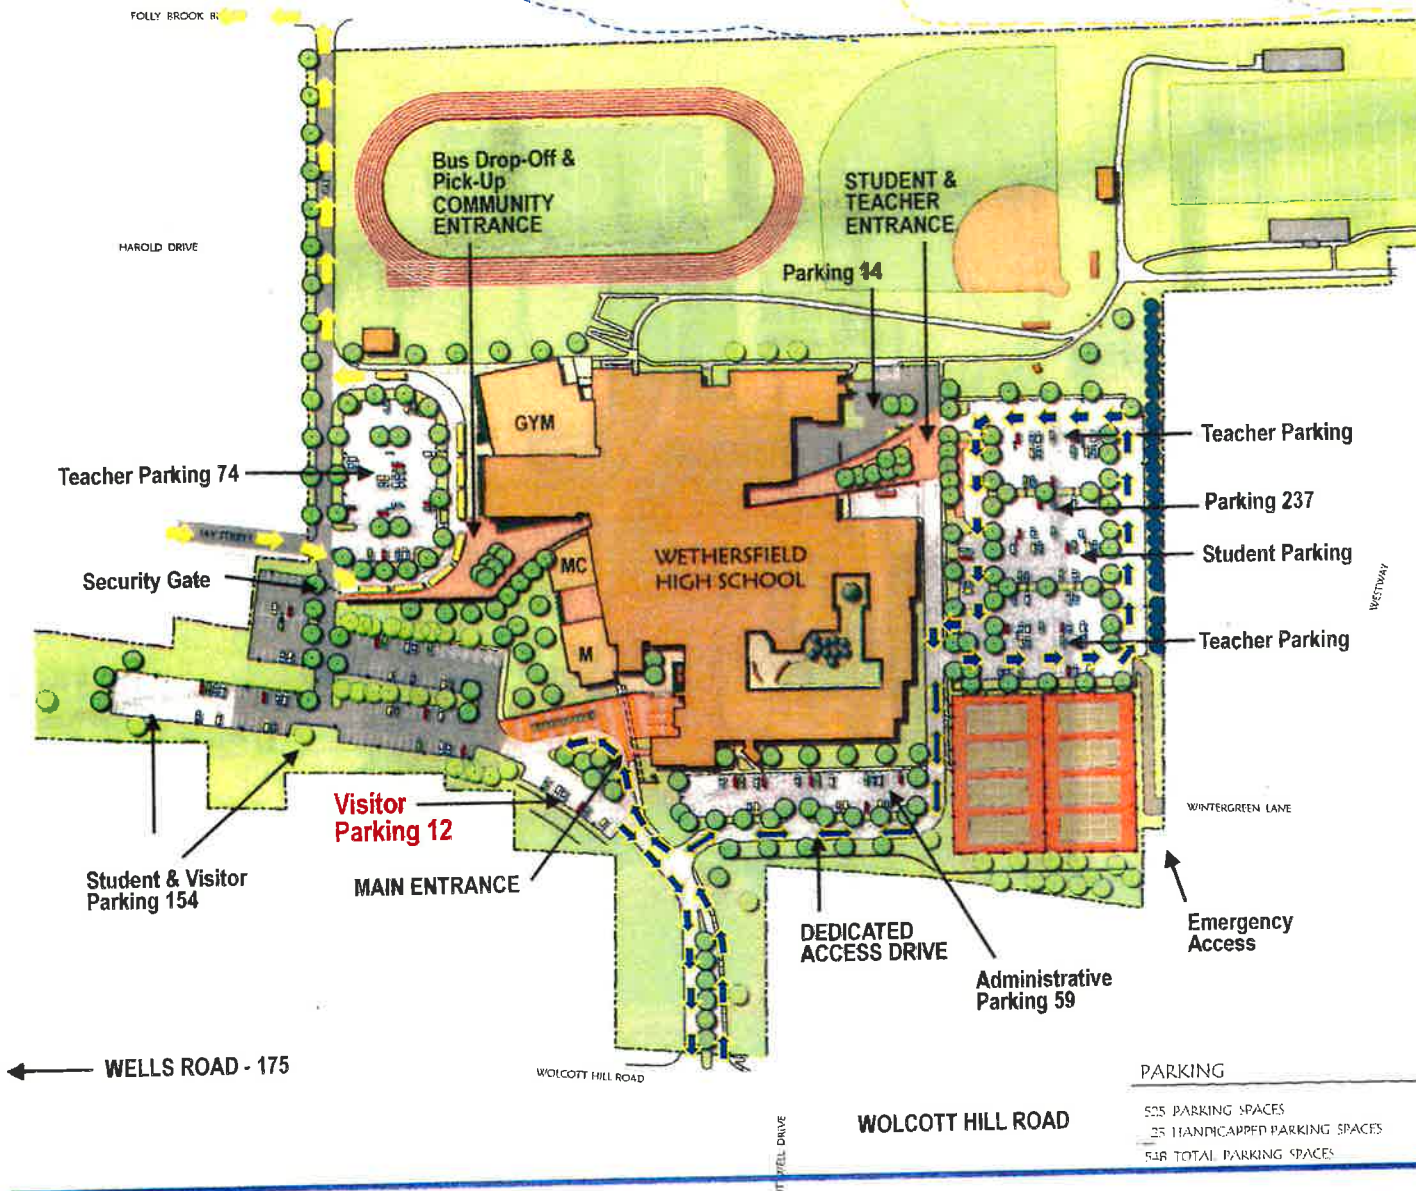 FOLLY BROOK
Bus Drop-Off &
Pick-Up
COMMUNITY
ENTRANCE
STUDENT &
TEACHER
ENTRANCE
HAROLD DRIVE
Parking 14
GYM
Teacher Parking
Teacher Parking 74
Parking 237
JAY STREET
Student Parking
MC
WETHERSFIELD
HIGH SCHOOL
Security Gate
WESTWAY
Teacher Parking
M
Visitor
Parking 12
WINTERGREEN LANE
Student & Visitor
Parking 154
MAIN ENTRANCE
DEDICATED
ACCESS DRIVE
Emergency
Access
Administrative
Parking 59
WELLS ROAD - 175
WOLCOTT HILL ROAD
PARKING
WOLCOTT HILL ROAD
525 PARKING SPACES
23 HANDICAPPED PARKING SPACES
548 TOTAL PARKING SPACES
DRIVE